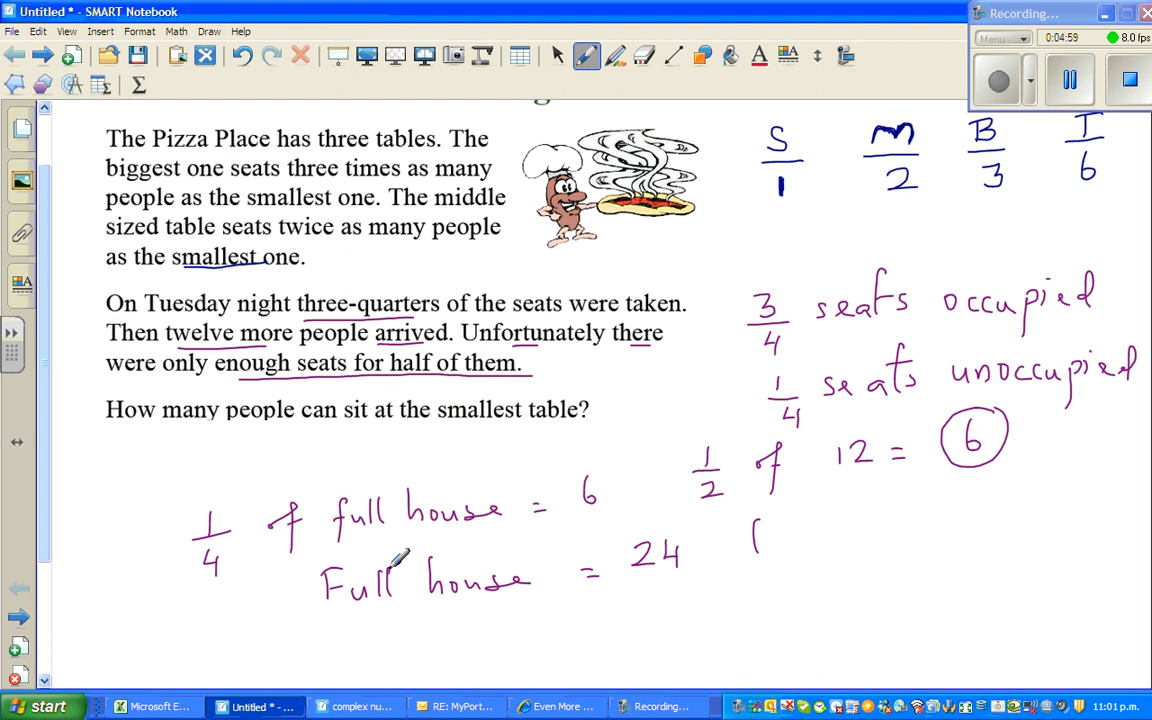 Untitled * - SMART Notebook
Recording...
File Edit View Insert Format Math Draw Help
Menu
00:04:59
8.0 fps
The Pizza Place has three tables. The
biggest one seats three times as many
people as the smallest one. The middle
sized table seats twice as many people
as the smallest one.
On Tuesday night three-quarters of the seats were taken.
Then twelve more people arrived. Unfortunately there
were only enough seats for half of them.
How many people can sit at the smallest table?
S M B T
1 2 3 6
3/4 seats occupied
1/4 seats unoccupied
1/2 of 12 = 6
1/4 of full house = 6
Full house = 24
(
start
Microsoft E...
Untitled * -...
complex nu...
RE: MyPort...
Even More ...
Recording...
11:01 p.m.